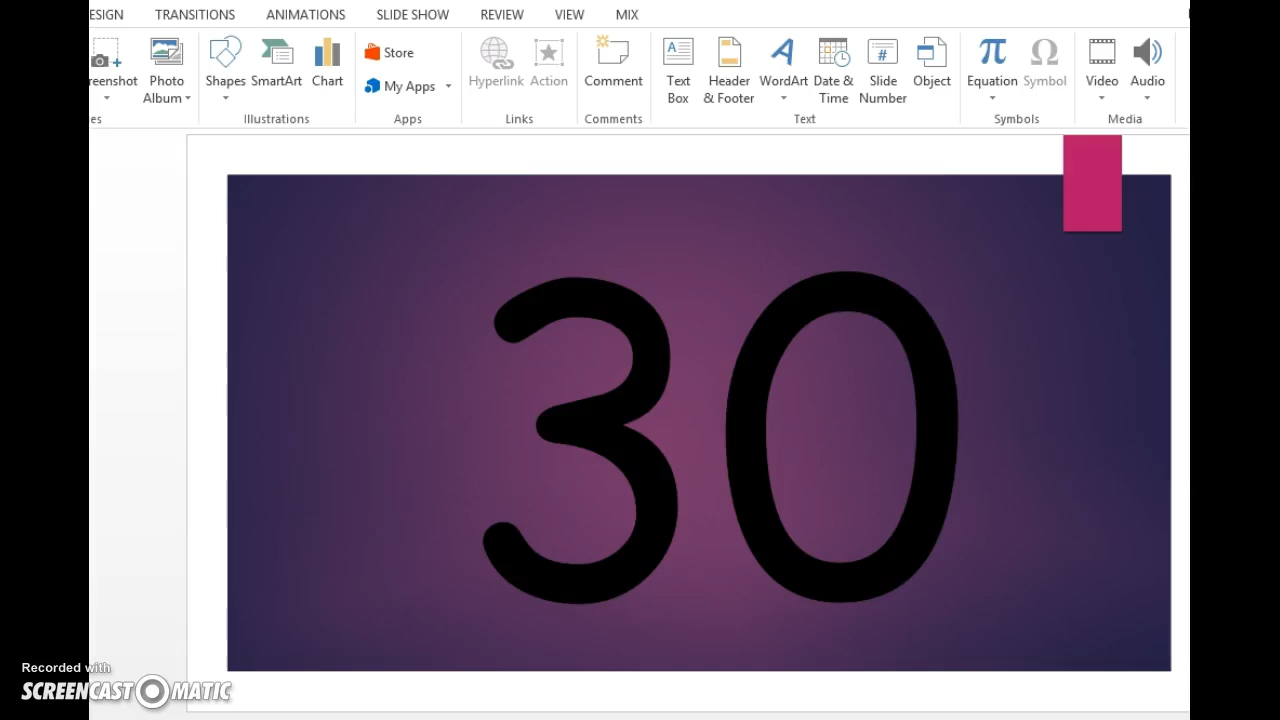 ESIGN TRANSITIONS ANIMATIONS SLIDE SHOW REVIEW VIEW MIX
reenshot Photo Album Shapes SmartArt Chart Store My Apps Hyperlink Action Comment Text Box Header & Footer WordArt Date & Time Slide Number Object Equation Symbol Video Audio
es Illustrations Apps Links Comments Text Symbols Media
30
Recorded with
SCREENCAST-O-MATIC